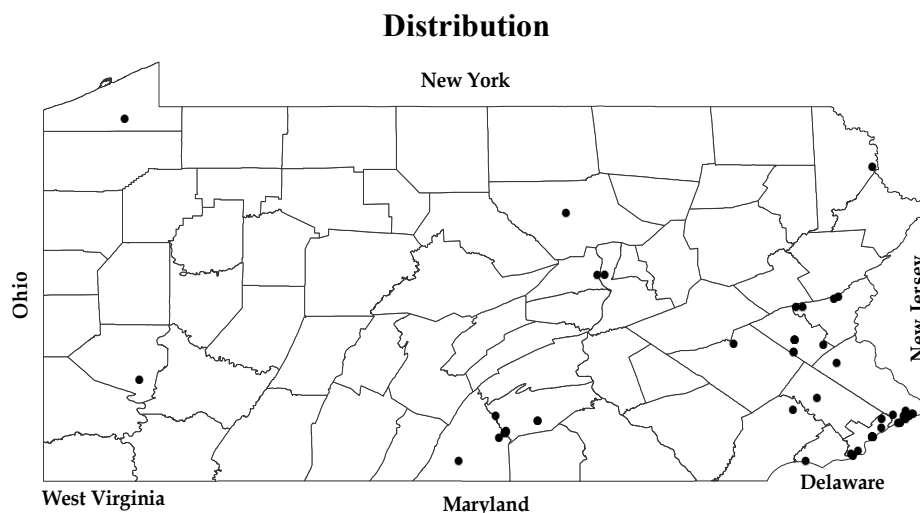 Distribution
New York
Ohio
New Jersey
West Virginia
Maryland
Delaware